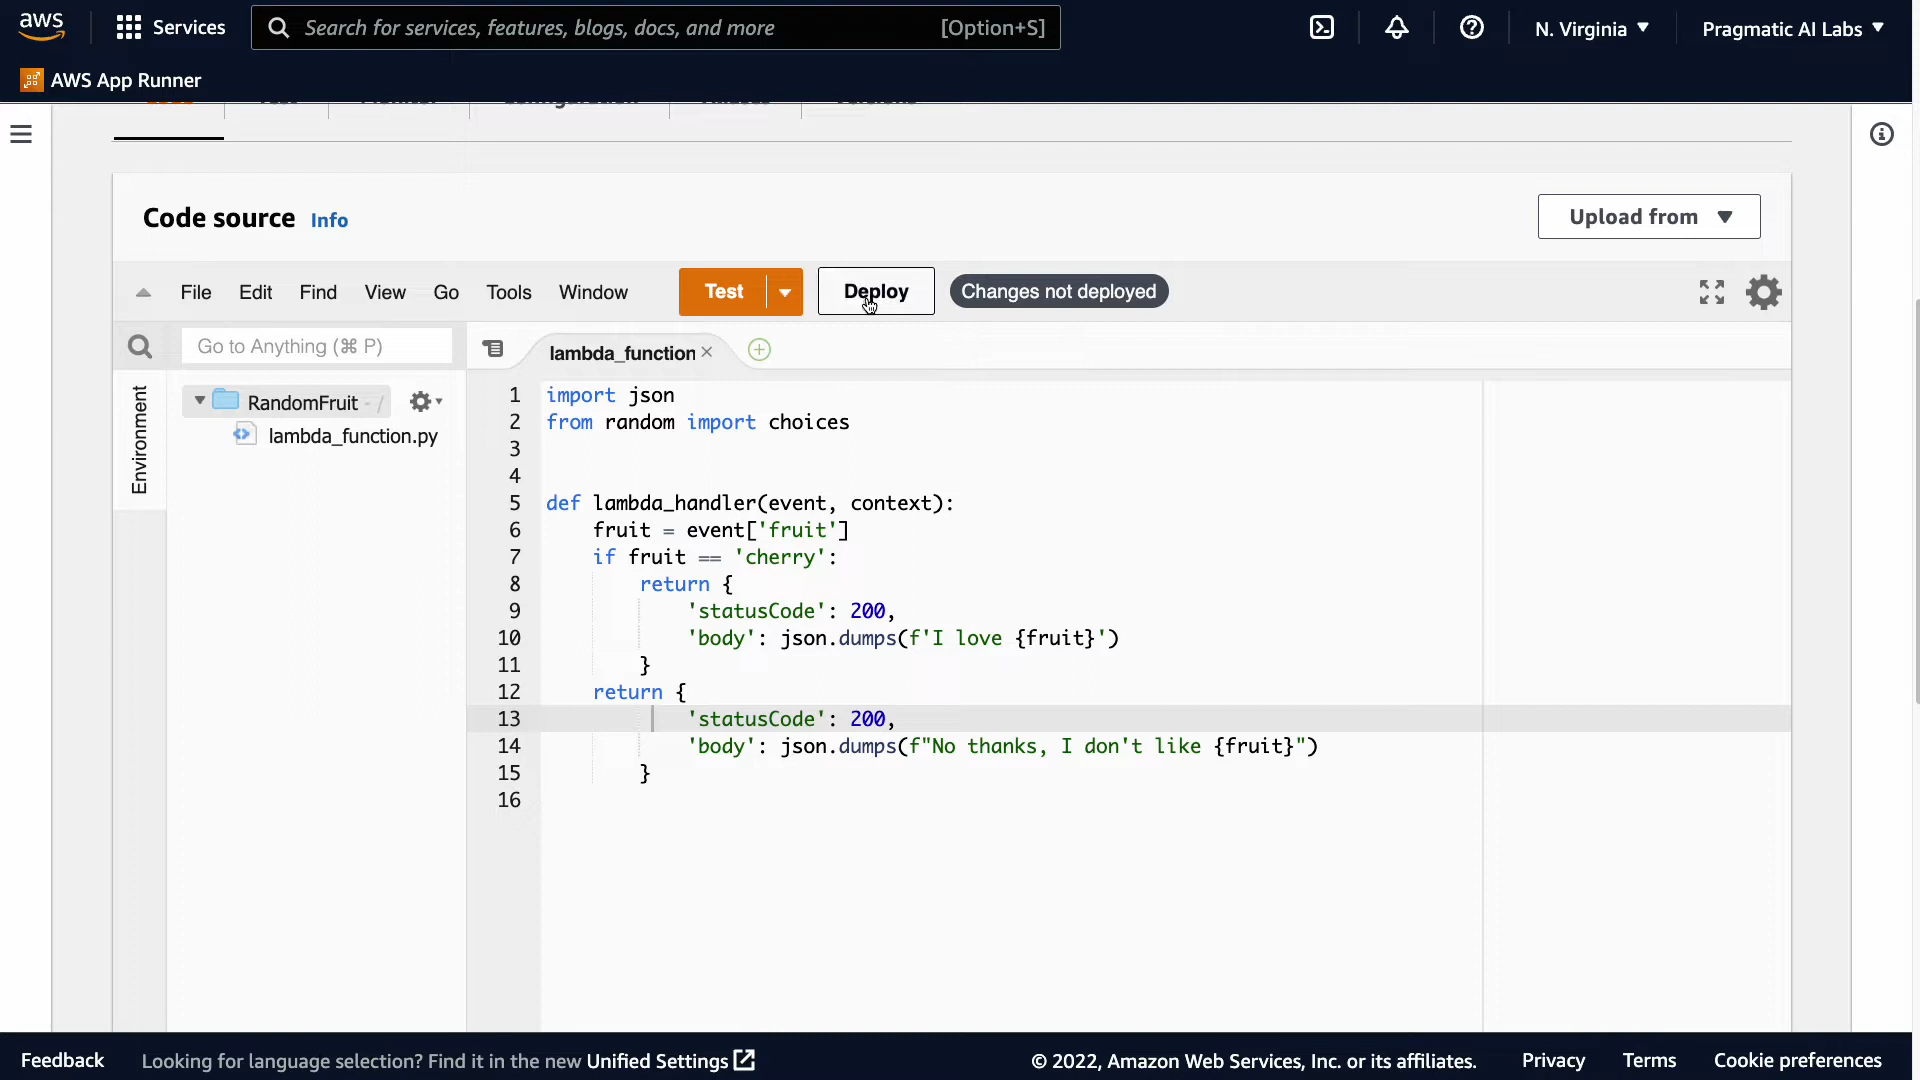 aws Services Search for services, features, blogs, docs, and more [Option+S] N. Virginia ▼ Pragmatic AI Labs ▼
AWS App Runner
Code source Info Upload from ▼
File Edit Find View Go Tools Window Test Deploy Changes not deployed
Go to Anything (⌘ P) lambda_function
Environment
RandomFruit - /
lambda_function.py
1 import json
2 from random import choices
3
4
5 def lambda_handler(event, context):
6 fruit = event['fruit']
7 if fruit == 'cherry':
8 return {
9 'statusCode': 200,
10 'body': json.dumps(f'I love {fruit}')
11 }
12 return {
13 'statusCode': 200,
14 'body': json.dumps(f"No thanks, I don't like {fruit}")
15 }
16
Feedback Looking for language selection? Find it in the new Unified Settings © 2022, Amazon Web Services, Inc. or its affiliates. Privacy Terms Cookie preferences